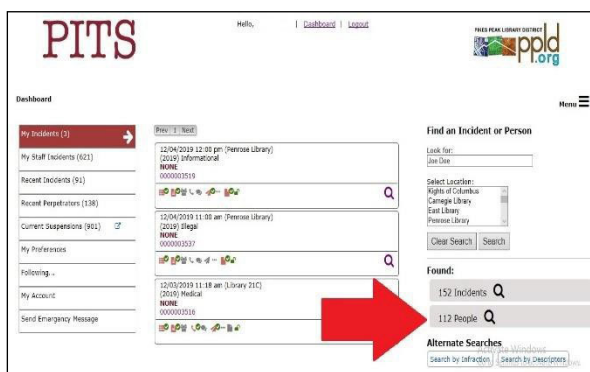 PITS
Hello, | Dashboard | Logout
PIKES PEAK LIBRARY DISTRICT
ppld
.org
Dashboard
Menu
My Incidents (3)
My Staff Incidents (621)
Recent Incidents (91)
Recent Perpetrators (138)
Current Suspensions (901)
My Preferences
Following...
My Account
Send Emergency Message
Prev 1 Next
12/04/2019 12:00 pm (Penrose Library)
(2019) Informational
NONE
0000003519
12/04/2019 11:00 am (Penrose Library)
(2019) Illegal
NONE
0000003537
12/03/2019 11:18 am (Library 21C)
(2019) Medical
NONE
0000003516
Find an Incident or Person
Look for:
Joe Doe
Select Location:
Kights of Columbus
Carnegie Library
East Library
Penrose Library
Clear Search Search
Found:
152 Incidents
112 People
Alternate Searches
Activate Windows
Search by Infraction Search by Descriptors